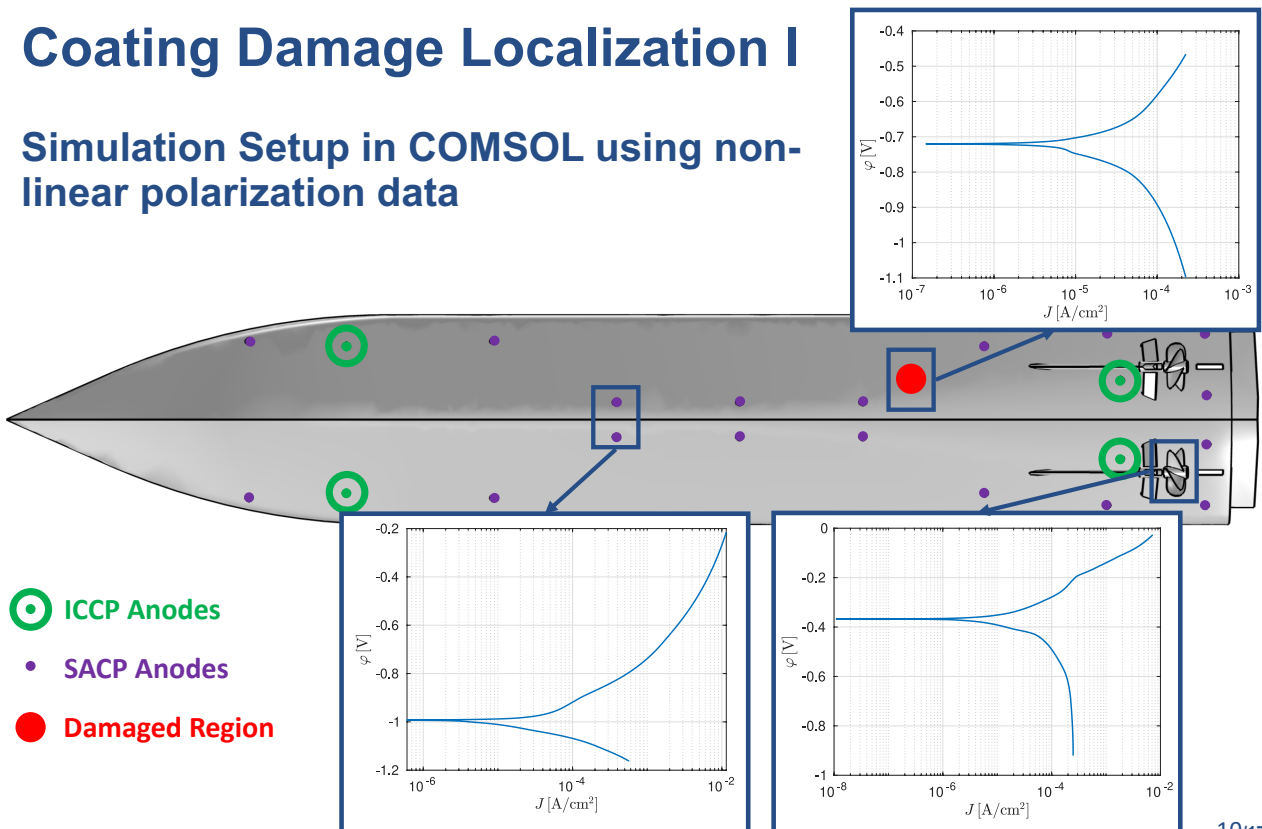 Coating Damage Localization I
Simulation Setup in COMSOL using non-
linear polarization data
-0.4
-0.5
-0.6
-0.7
-0.8
-0.9
-1
-1.1
φ [V]
10-7
10-6
10-5
10-4
10-3
J [A/cm2]
-0.2
-0.4
-0.6
-0.8
-1
-1.2
φ [V]
10-6
10-4
10-2
J [A/cm2]
0
-0.2
-0.4
-0.6
-0.8
-1
φ [V]
10-8
10-6
10-4
10-2
J [A/cm2]
ICCP Anodes
SACP Anodes
Damaged Region